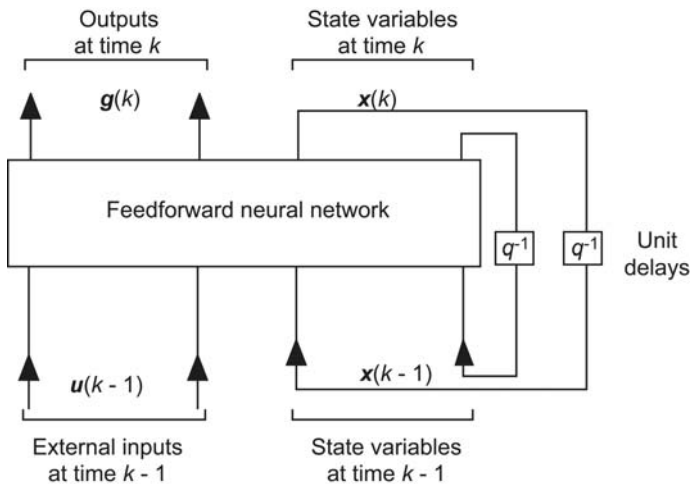 Outputs
at time k
State variables
at time k
g(k)
x(k)
Feedforward neural network
q-1
q-1
Unit
delays
u(k - 1)
x(k - 1)
External inputs
at time k - 1
State variables
at time k - 1